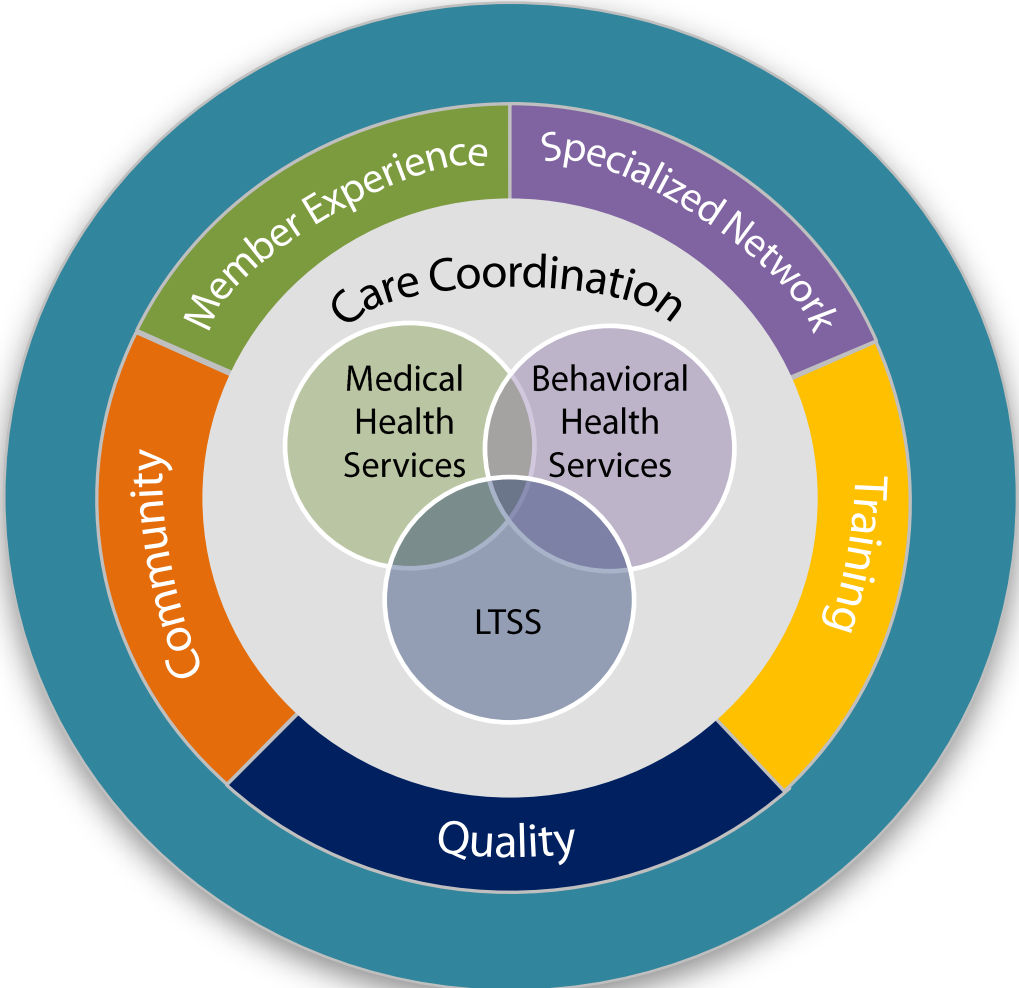 Member Experience
Specialized Network
Care Coordination
Medical
Health
Services
Behavioral
Health
Services
LTSS
Community
Training
Quality